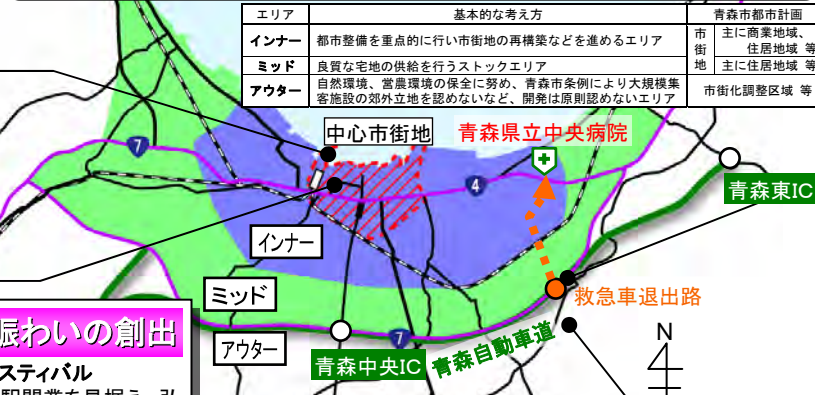 エリア 基本的な考え方 青森市都市計画
インナー 都市整備を重点的に行い市街地の再構築などを進めるエリア 市街地 主に商業地域、住居地域 等
ミッド 良質な宅地の供給を行うストックエリア 主に住居地域 等
アウター 自然環境、営農環境の保全に努め、青森市条例により大規模集
客施設の郊外立地を認めないなど、開発は原則認めないエリア 市街化調整区域 等
中心市街地 青森県立中央病院
7
4
青森東IC
インナー
ミッド
救急車退出路
賑わいの創出
アウター
7
青森自動車道
N
青森中央IC
スティバル